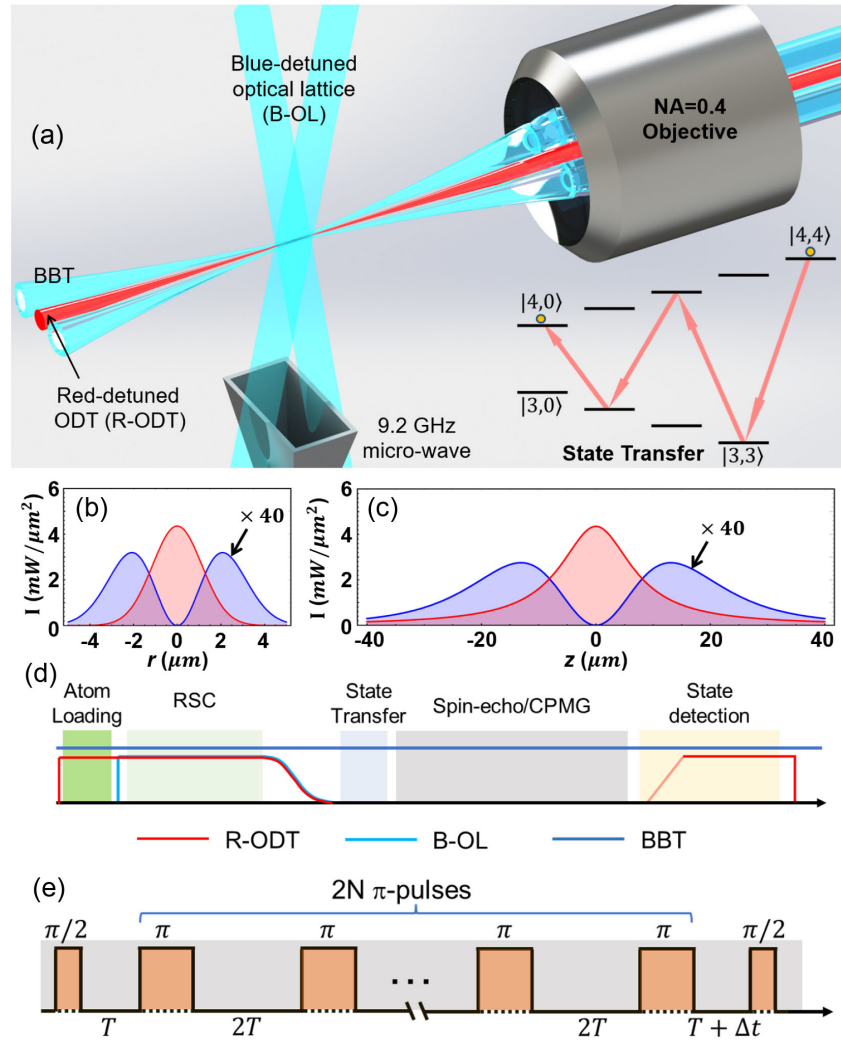 (a)
Blue-detuned
optical lattice
(B-OL)
NA=0.4
Objective
BBT
Red-detuned
ODT (R-ODT)
9.2 GHz
micro-wave
|4,4⟩
|4,0⟩
|3,0⟩
|3,3⟩
State Transfer
(b)
× 40
I (mW/μm²)
6
4
2
0
-4 -2 0 2 4
r (μm)
(c)
× 40
I (mW/μm²)
6
4
2
0
-40 -20 0 20 40
z (μm)
(d)
Atom
Loading
RSC
State
Transfer
Spin-echo/CPMG
State
detection
R-ODT B-OL BBT
(e)
2N π-pulses
π/2 π π π π π/2
...
T 2T 2T T + Δt